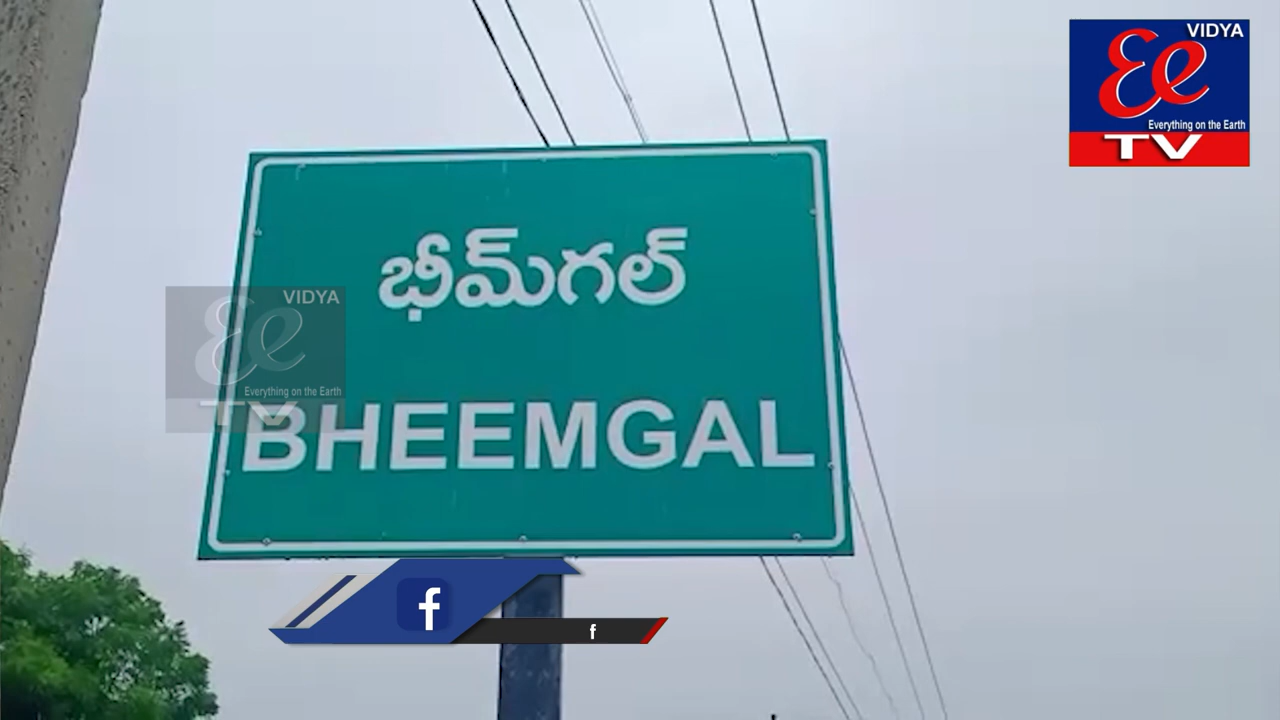 VIDYA
Ee
Everything on the Earth
TV
భీమ్‌గల్
VIDYA
Ee
Everything on the Earth
TV
BHEEMGAL
f
f